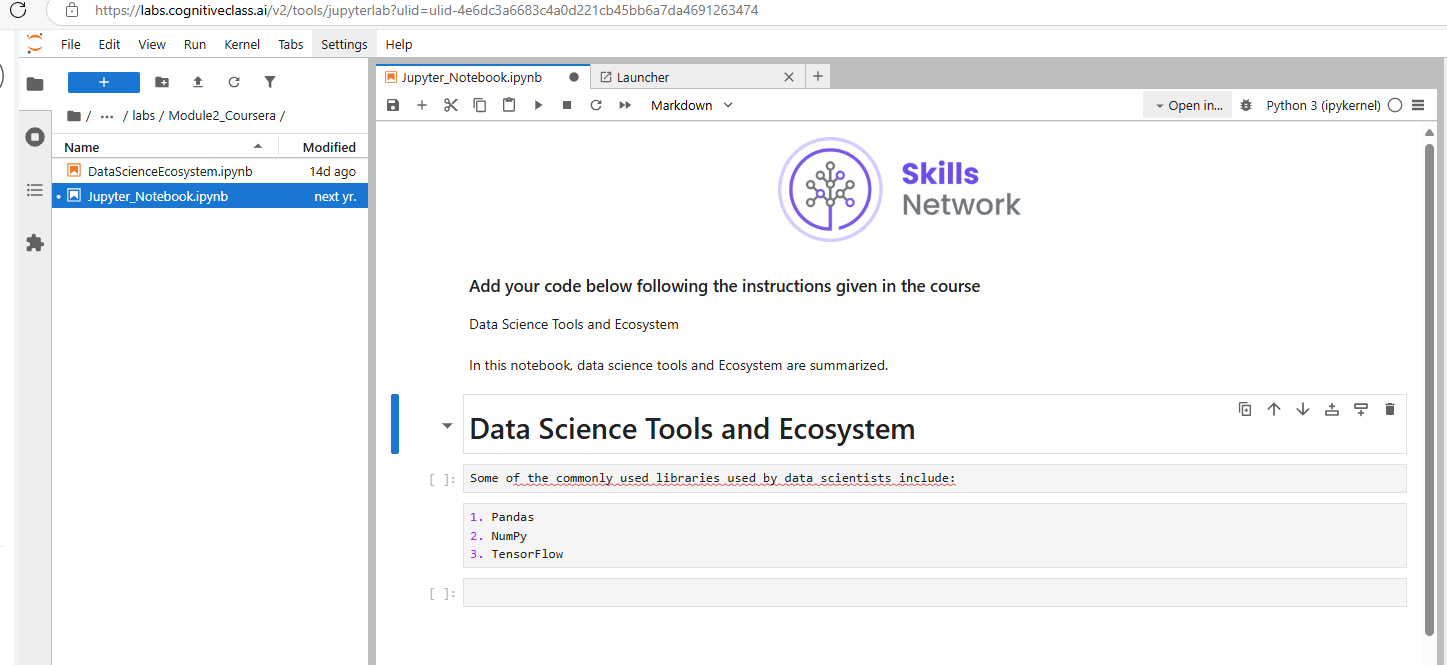 https://labs.cognitiveclass.ai/v2/tools/jupyterlab?ulid=ulid-4e6dc3a6683c4a0d221cb45bb6a7da4691263474
File Edit View Run Kernel Tabs Settings Help
Jupyter_Notebook.ipynb Launcher
Markdown Open in... Python 3 (ipykernel)
/ ... / labs / Module2_Coursera /
Name Modified
DataScienceEcosystem.ipynb 14d ago
Jupyter_Notebook.ipynb next yr.
Skills
Network
Add your code below following the instructions given in the course
Data Science Tools and Ecosystem
In this notebook, data science tools and Ecosystem are summarized.
Data Science Tools and Ecosystem
[ ]: Some of the commonly used libraries used by data scientists include:
1. Pandas
2. NumPy
3. TensorFlow
[ ]: